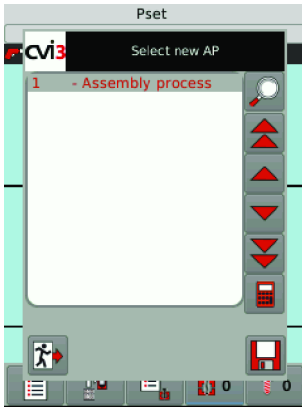 Pset
cvi3
Select new AP
1 - Assembly process
0
0